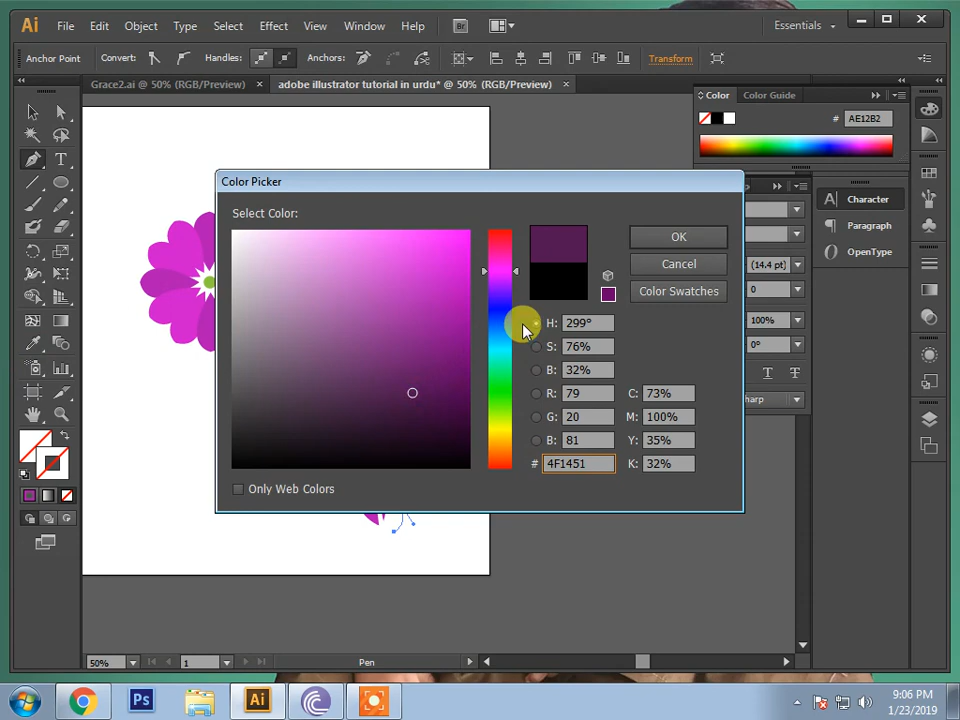 Ai File Edit Object Type Select Effect View Window Help Br Essentials
Anchor Point Convert: Handles: Anchors: Transform
Grace2.ai @ 50% (RGB/Preview) × adobe illustrator tutorial in urdu* @ 50% (RGB/Preview) ×
Color Color Guide
# AE12B2
Color Picker
Select Color:
OK
Cancel
Color Swatches
H: 299°
S: 76%
B: 32%
R: 79 C: 73%
G: 20 M: 100%
B: 81 Y: 35%
# 4F1451 K: 32%
Only Web Colors
Character
Paragraph
OpenType
(14.4 pt)
0
100%
0°
T T
harp
50% 1 Pen
Ps Ai
9:06 PM
1/23/2019